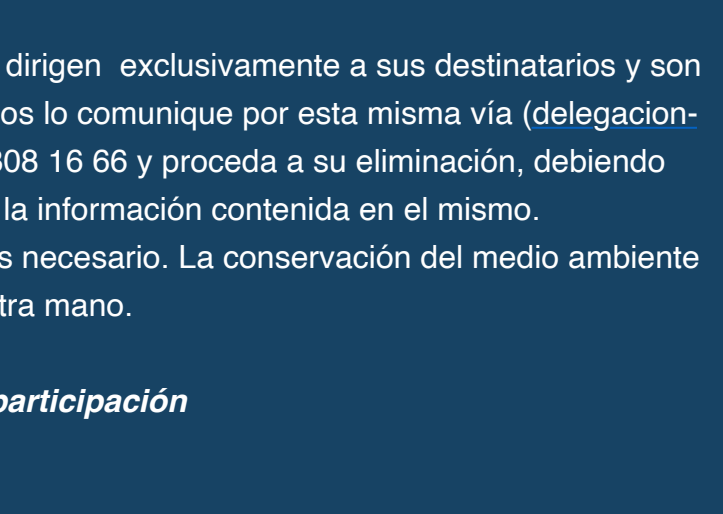 dirigen  exclusivamente a sus destinatarios y son
os lo comunique por esta misma vía (delegacion-
308 16 66 y proceda a su eliminación, debiendo
la información contenida en el mismo.
s necesario. La conservación del medio ambiente
tra mano.
participación